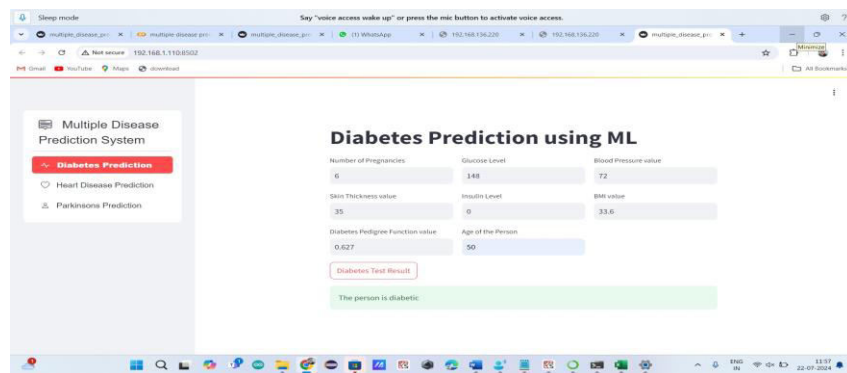 Sleep mode
Say "voice access wake up" or press the mic button to activate voice access.
multiple_disease_pr
multiple disease pre
multiple_disease_pr
(1) WhatsApp
192.168.136.220
192.168.136.220
multiple_disease_pr
Not secure 192.168.1.110:8502
Minimize
Gmail YouTube Maps download
All Bookmarks
Multiple Disease
Prediction System
Diabetes Prediction
Heart Disease Prediction
Parkinsons Prediction
Diabetes Prediction using ML
Number of Pregnancies Glucose Level Blood Pressure value
6 148 72
Skin Thickness value Insulin Level BMI value
35 0 33.6
Diabetes Pedigree Function value Age of the Person
0.627 50
Diabetes Test Result
The person is diabetic
ENG
IN
11:57
22-07-2024